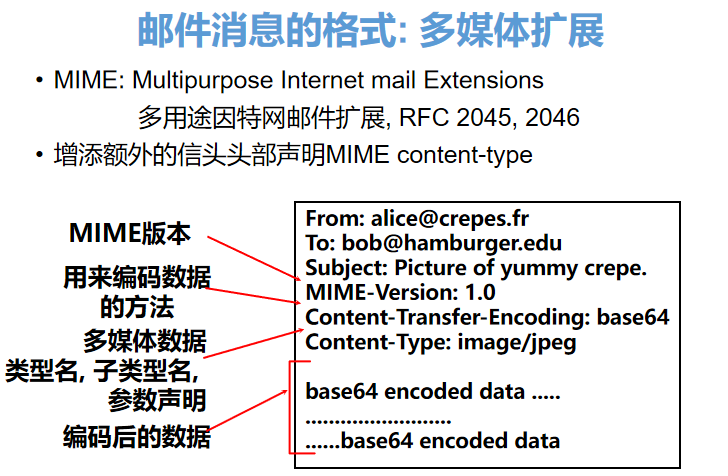 邮件消息的格式: 多媒体扩展
• MIME: Multipurpose Internet mail Extensions
多用途因特网邮件扩展, RFC 2045, 2046
• 增添额外的信头头部声明MIME content-type
MIME版本
用来编码数据
的方法
多媒体数据
类型名, 子类型名,
参数声明
编码后的数据
From: alice@crepes.fr
To: bob@hamburger.edu
Subject: Picture of yummy crepe.
MIME-Version: 1.0
Content-Transfer-Encoding: base64
Content-Type: image/jpeg
base64 encoded data .....
.........................
......base64 encoded data